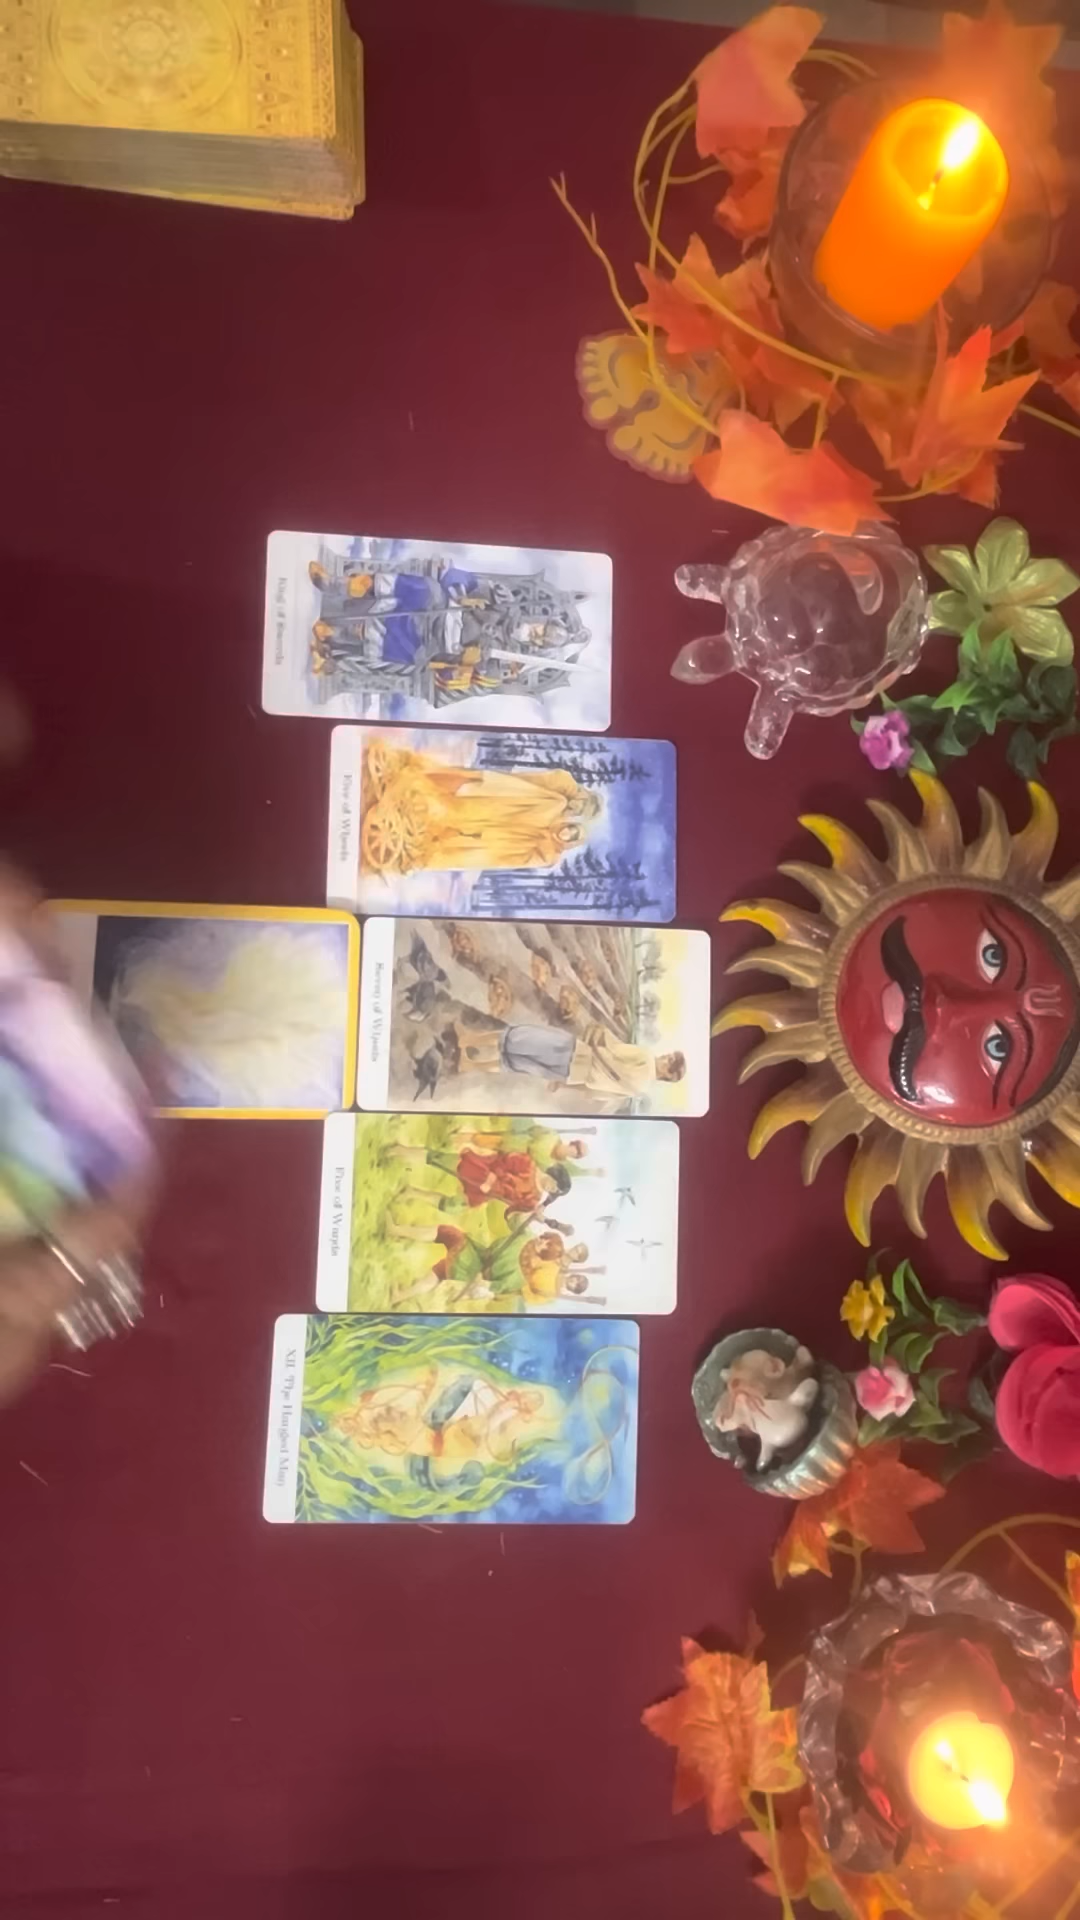 King of Swords
Five of Wheels
Seven of Wheels
Five of Wands
XII. The Hanged Man